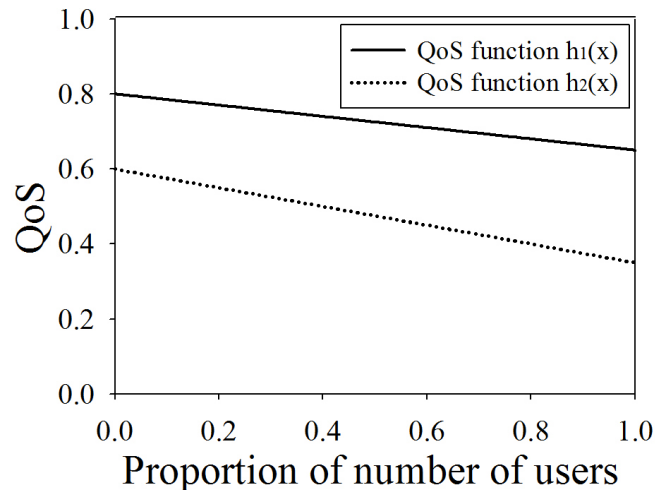 1.0
QoS function h₁(x)
QoS function h₂(x)
0.8
0.6
QoS
0.4
0.2
0.0
0.0 0.2 0.4 0.6 0.8 1.0
Proportion of number of users